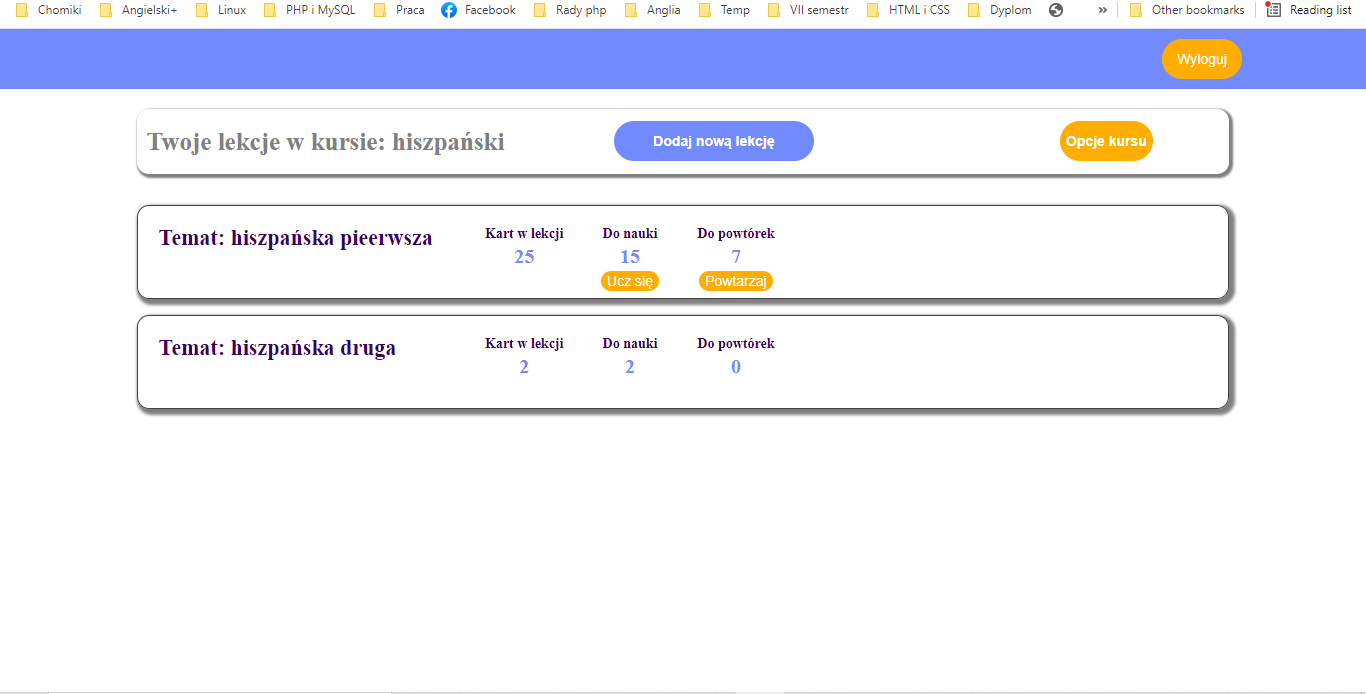 Chomiki Angielski+ Linux PHP i MySQL Praca Facebook Rady php Anglia Temp VII semestr HTML i CSS Dyplom » Other bookmarks Reading list
Wyloguj
Twoje lekcje w kursie: hiszpański Dodaj nową lekcję Opcje kursu
Temat: hiszpańska pieerwsza Kart w lekcji Do nauki Do powtórek
25 15 7
Ucz się Powtarzaj
Temat: hiszpańska druga Kart w lekcji Do nauki Do powtórek
2 2 0